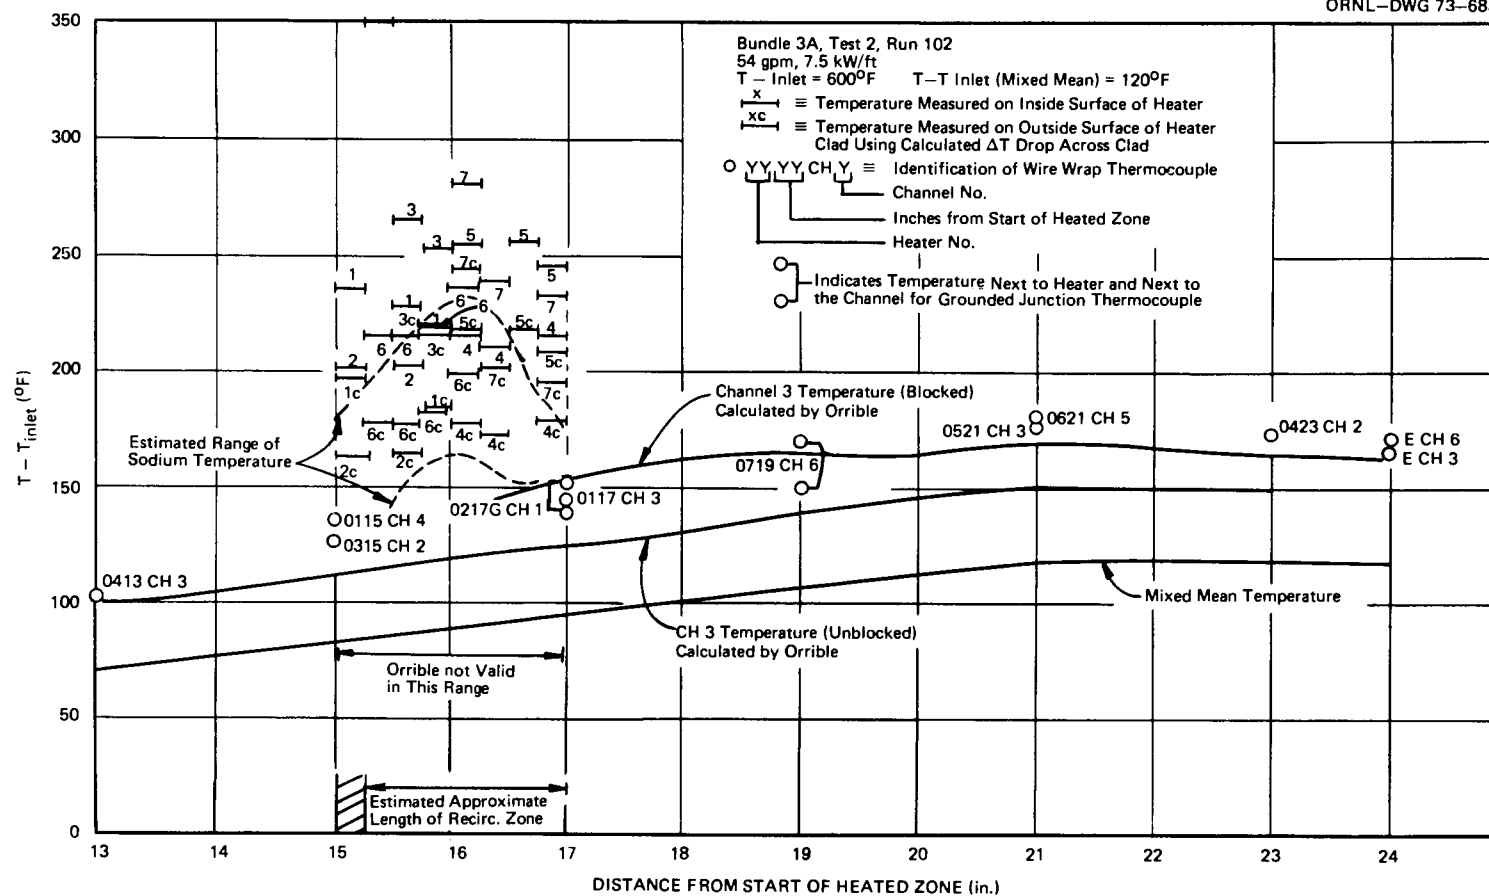 ORNL–DWG 73–68
Bundle 3A, Test 2, Run 102
54 gpm, 7.5 kW/ft
T – Inlet = 600°F T–T Inlet (Mixed Mean) = 120°F
x ≡ Temperature Measured on Inside Surface of Heater
xc ≡ Temperature Measured on Outside Surface of Heater
Clad Using Calculated ΔT Drop Across Clad
YY YY CH Y ≡ Identification of Wire Wrap Thermocouple
Channel No.
Inches from Start of Heated Zone
Heater No.
Indicates Temperature Next to Heater and Next to
the Channel for Grounded Junction Thermocouple
350
300
250
200
150
100
50
0
T – Tinlet (°F)
7
3
3
5
5
1
7c
5
1
6
6
7
7
3c
1
5c
5c
4
6
6
3c
4
4
5c
2
1c
2
6c
7c
7c
1c
6c
6c
6c
4c
4c
4c
2c
2c
Estimated Range of
Sodium Temperature
Channel 3 Temperature (Blocked)
Calculated by Orrible
0521 CH 3
0621 CH 5
0423 CH 2
E CH 6
E CH 3
0719 CH 6
0217G CH 1
0117 CH 3
0115 CH 4
0315 CH 2
0413 CH 3
Mixed Mean Temperature
CH 3 Temperature (Unblocked)
Calculated by Orrible
Orrible not Valid
in This Range
Estimated Approximate
Length of Recirc. Zone
13 14 15 16 17 18 19 20 21 22 23 24
DISTANCE FROM START OF HEATED ZONE (in.)